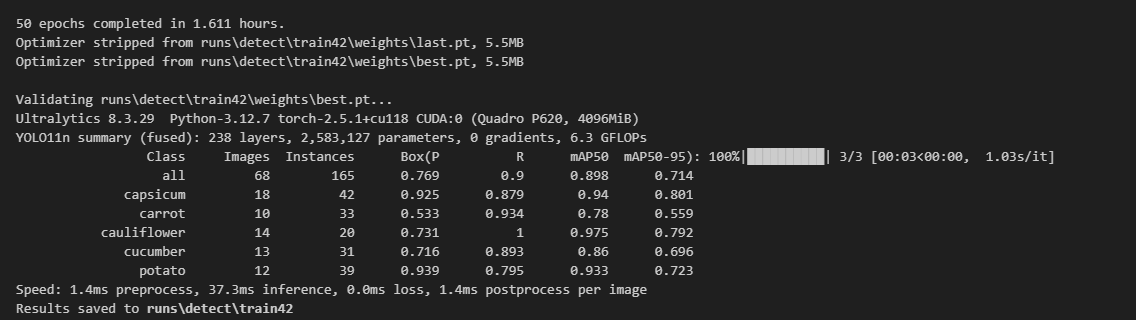 50 epochs completed in 1.611 hours.
Optimizer stripped from runs\detect\train42\weights\last.pt, 5.5MB
Optimizer stripped from runs\detect\train42\weights\best.pt, 5.5MB
Validating runs\detect\train42\weights\best.pt...
Ultralytics 8.3.29  Python-3.12.7 torch-2.5.1+cu118 CUDA:0 (Quadro P620, 4096MiB)
YOLO11n summary (fused): 238 layers, 2,583,127 parameters, 0 gradients, 6.3 GFLOPs
Class     Images  Instances      Box(P          R      mAP50  mAP50-95): 100%|██████████| 3/3 [00:03<00:00,  1.03s/it]
all         68        165      0.769        0.9      0.898      0.714
capsicum         18         42      0.925      0.879       0.94      0.801
carrot         10         33      0.533      0.934       0.78      0.559
cauliflower         14         20      0.731          1      0.975      0.792
cucumber         13         31      0.716      0.893       0.86      0.696
potato         12         39      0.939      0.795      0.933      0.723
Speed: 1.4ms preprocess, 37.3ms inference, 0.0ms loss, 1.4ms postprocess per image
Results saved to runs\detect\train42